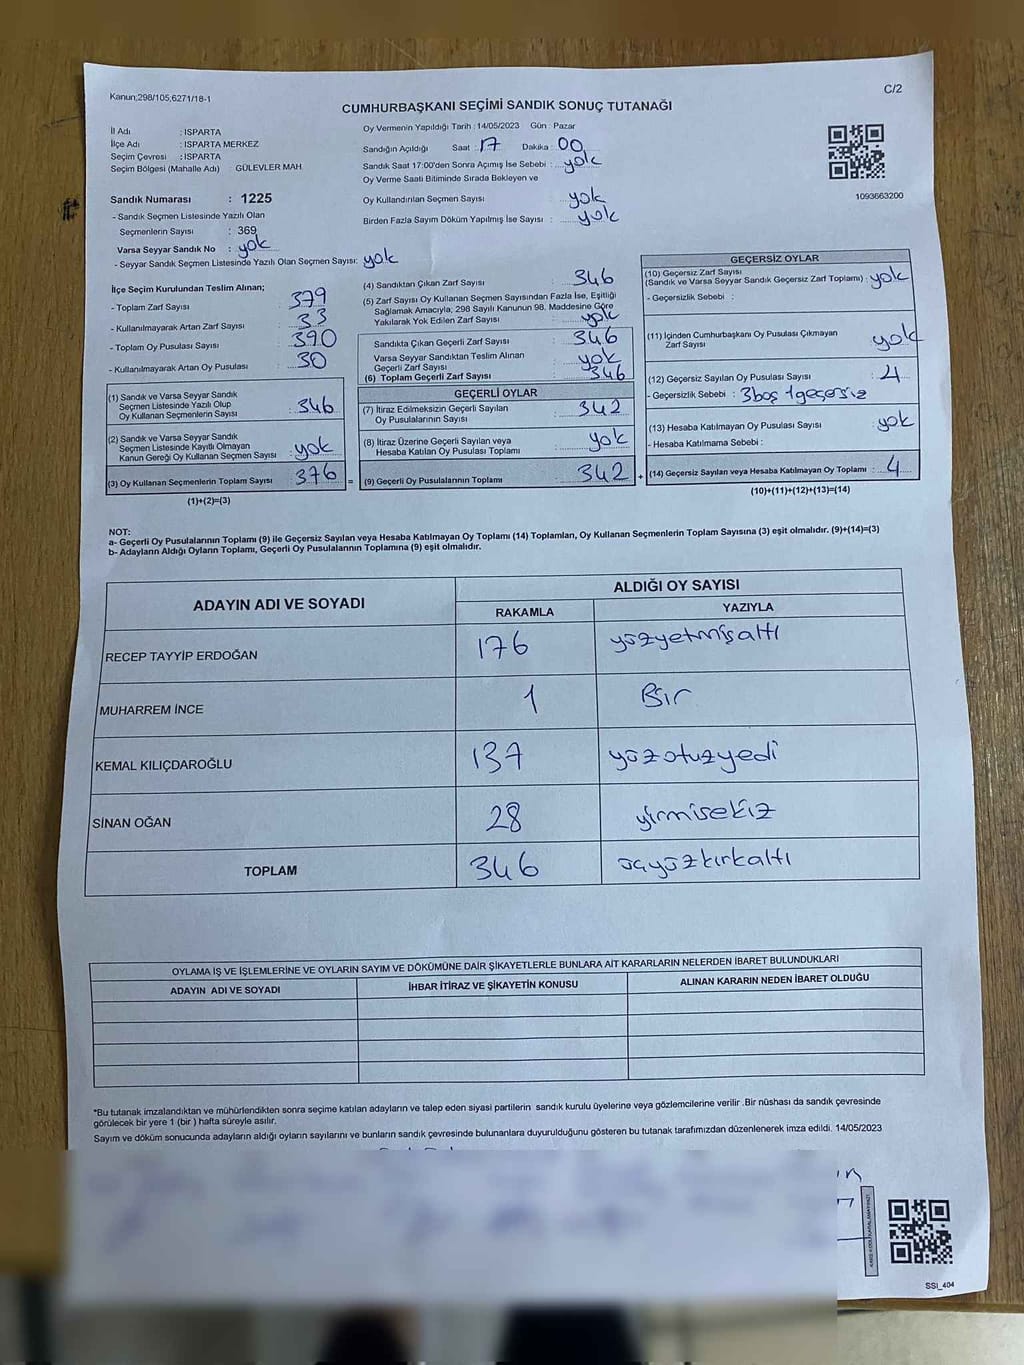 Kanun;298/105,6271/18-1
C/2
CUMHURBAŞKANI SEÇİMİ SANDIK SONUÇ TUTANAĞI
İl Adı : ISPARTA
İlçe Adı : ISPARTA MERKEZ
Seçim Çevresi : ISPARTA
Seçim Bölgesi (Mahalle Adı) GÜLEVLER MAH.
Sandık Numarası : 1225
- Sandık Seçmen Listesinde Yazılı Olan
Seçmenlerin Sayısı : 369
Varsa Seyyar Sandık No : yok
- Seyyar Sandık Seçmen Listesinde Yazılı Olan Seçmen Sayısı: yok
Oy Vermenin Yapıldığı Tarih : 14/05/2023 Gün : Pazar
Sandığın Açıldığı Saat : 17 Dakika : 00
Sandık Saat 17:00'den Sonra Açımış İse Sebebi : yok
Oy Verme Saati Bitiminde Sırada Bekleyen ve
Oy Kullandırılan Seçmen Sayısı : yok
Birden Fazla Sayım Döküm Yapılmış İse Sayısı : yok
1093663200
İlçe Seçim Kurulundan Teslim Alınan;
- Toplam Zarf Sayısı : 379
- Kullanılmayarak Artan Zarf Sayısı : 33
- Toplam Oy Pusulası Sayısı : 390
- Kullanılmayarak Artan Oy Pusulası : 30
(1) Sandık ve Varsa Seyyar Sandık
Seçmen Listesinde Yazılı Olup
Oy Kullanan Seçmenlerin Sayısı : 346
(2) Sandık ve Varsa Seyyar Sandık
Seçmen Listesinde Kayıtlı Olmayan
Kanun Gereği Oy Kullanan Seçmen Sayısı : yok
(3) Oy Kullanan Seçmenlerin Toplam Sayısı : 376 =
(1)+(2)=(3)
(4) Sandıktan Çıkan Zarf Sayısı : 346
(5) Zarf Sayısı Oy Kullanan Seçmen Sayısından Fazla İse, Eşitliği
Sağlamak Amacıyla; 298 Sayılı Kanunun 98. Maddesine Göre
Yakılarak Yok Edilen Zarf Sayısı : yok
Sandıkta Çıkan Geçerli Zarf Sayısı : 346
Varsa Seyyar Sandıktan Teslim Alınan
Geçerli Zarf Sayısı : yok
(6) Toplam Geçerli Zarf Sayısı : 346
GEÇERLİ OYLAR
(7) İtiraz Edilmeksizin Geçerli Sayılan
Oy Pusulalarının Sayısı : 342
(8) İtiraz Üzerine Geçerli Sayılan veya
Hesaba Katılan Oy Pusulası Toplamı : yok
(9) Geçerli Oy Pusulalarının Toplamı : 342 +
GEÇERSİZ OYLAR
(10) Geçersiz Zarf Sayısı
(Sandık ve Varsa Seyyar Sandık Geçersiz Zarf Toplamı) : yok
- Geçersizlik Sebebi :
(11) İçinden Cumhurbaşkanı Oy Pusulası Çıkmayan
Zarf Sayısı : yok
(12) Geçersiz Sayılan Oy Pusulası Sayısı : 4
- Geçersizlik Sebebi : 3boş 1geçersiz
(13) Hesaba Katılmayan Oy Pusulası Sayısı : yok
- Hesaba Katılmama Sebebi :
(14) Geçersiz Sayılan veya Hesaba Katılmayan Oy Toplamı : 4
(10)+(11)+(12)+(13)=(14)
NOT:
a- Geçerli Oy Pusulalarının Toplamı (9) ile Geçersiz Sayılan veya Hesaba Katılmayan Oy Toplamı (14) Toplamları, Oy Kullanan Seçmenlerin Toplam Sayısına (3) eşit olmalıdır. (9)+(14)=(3)
b- Adayların Aldığı Oyların Toplamı, Geçerli Oy Pusulalarının Toplamına (9) eşit olmalıdır.
ADAYIN ADI VE SOYADI
ALDIĞI OY SAYISI
RAKAMLA YAZIYLA
RECEP TAYYİP ERDOĞAN 176 yüzyetmişaltı
MUHARREM İNCE 1 Bir
KEMAL KILIÇDAROĞLU 137 yüzotuzyedi
SİNAN OĞAN 28 yirmisekiz
TOPLAM 346 üçyüzkırkaltı
OYLAMA İŞ VE İŞLEMLERİNE VE OYLARIN SAYIM VE DÖKÜMÜNE DAİR ŞİKAYETLERLE BUNLARA AİT KARARLARIN NELERDEN İBARET BULUNDUKLARI
ADAYIN ADI VE SOYADI İHBAR İTİRAZ VE ŞİKAYETİN KONUSU ALINAN KARARIN NEDEN İBARET OLDUĞU
*Bu tutanak imzalandıktan ve mühürlendikten sonra seçime katılan adayların ve talep eden siyasi partilerin sandık kurulu üyelerine veya gözlemcilerine verilir .Bir nüshası da sandık çevresinde
görülecek bir yere 1 (bir ) hafta süreyle asılır.
Sayım ve döküm sonucunda adayların aldığı oyların sayılarını ve bunların sandık çevresinde bulunanlara duyurulduğunu gösteren bu tutanak tarafımızdan düzenlenerek imza edildi. 14/05/2023
SSI_404